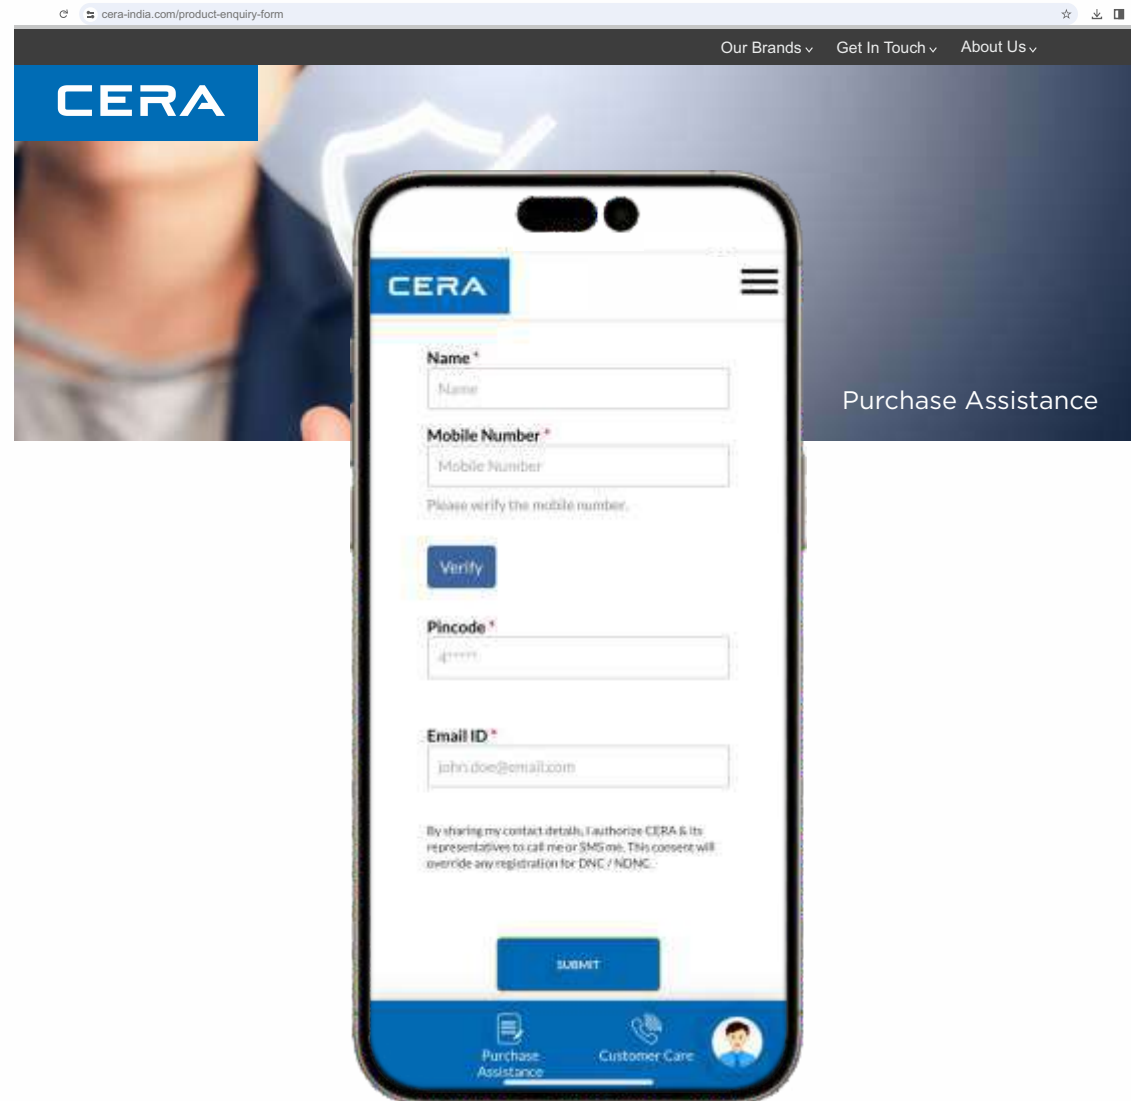 cera-india.com/product-enquiry-form
Our Brands Get In Touch About Us
CERA
CERA
Name *
Name
Mobile Number *
Mobile Number
Please verify the mobile number.
Verify
Pincode *
4*****
Email ID *
john.doe@email.com
By sharing my contact details, I authorize CERA & its
representatives to call me or SMS me. This consent will
override any registration for DNC / NDNC.
SUBMIT
Purchase
Assistance
Customer Care
Purchase Assistance